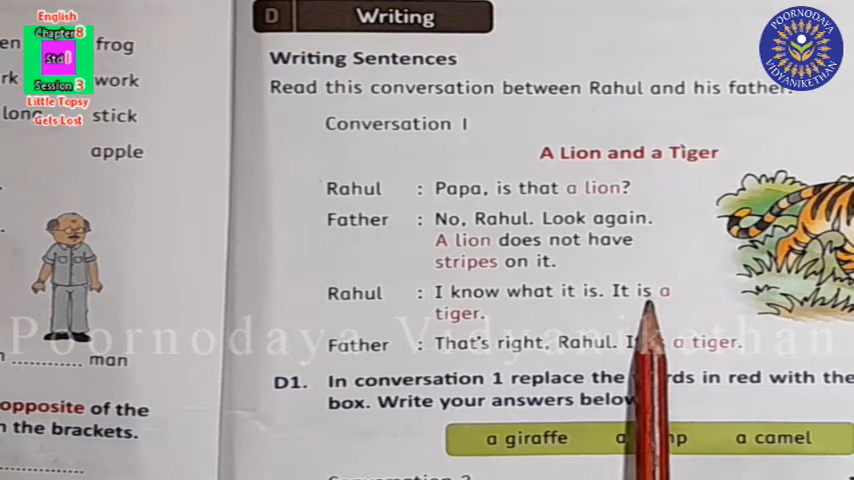 English
Chapter 8
Std 1
Session 3
Little Topsy
Gets Lost
POORNODAYA
VIDYANIKETHAN
en frog
rk work
long stick
apple
man
opposite of the
n the brackets.
D Writing
Writing Sentences
Read this conversation between Rahul and his father.
Conversation I
A Lion and a Tiger
Rahul : Papa, is that a lion?
Father : No, Rahul. Look again.
A lion does not have
stripes on it.
Rahul : I know what it is. It is a
tiger.
Father : That's right, Rahul. a tiger.
Poornodaya Vidyanikethan
D1. In conversation 1 replace the in red with the
box. Write your answers below
a giraffe a camel